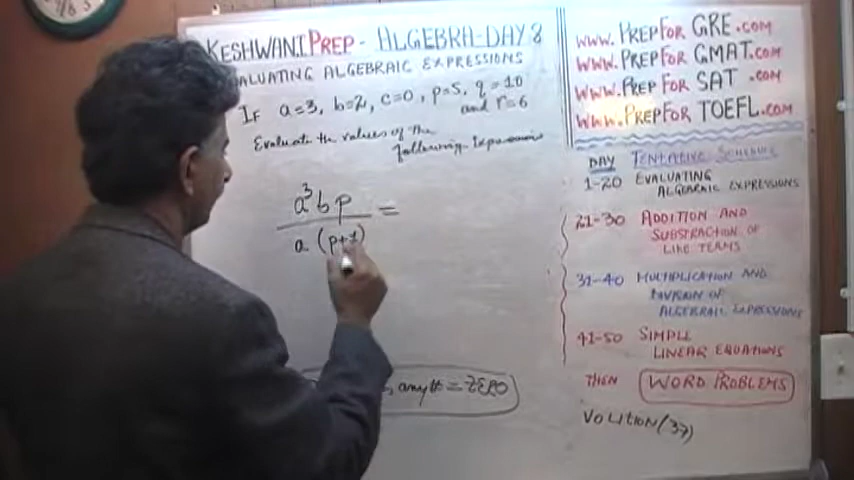 KESHWANI PREP - ALGEBRA-DAY 8
ALUATING ALGEBRAIC EXPRESSIONS
IF a=3, b=2, c=0, p=5, q=10
and r=6
Evaluate the values of the
following Expressions
a³bp =
a (p+
, any # = ZERO
www.PREPFOR GRE.COM
www.PREPFOR GMAT.COM
www.PREPFOR SAT.COM
www.PREPFOR TOEFL.COM
DAY TENTATIVE SCHEDULE
1-20 EVALUATING
ALGEBRAIC EXPRESSIONS
21-30 ADDITION AND
SUBSTRACTION OF
LIKE TERMS
31-40 MULTIPLICATION AND
DIVISION OF
ALGEBRAIC EXPRESSIONS
41-50 SIMPLE
LINEAR EQUATIONS
THEN WORD PROBLEMS
VOLITION (37)